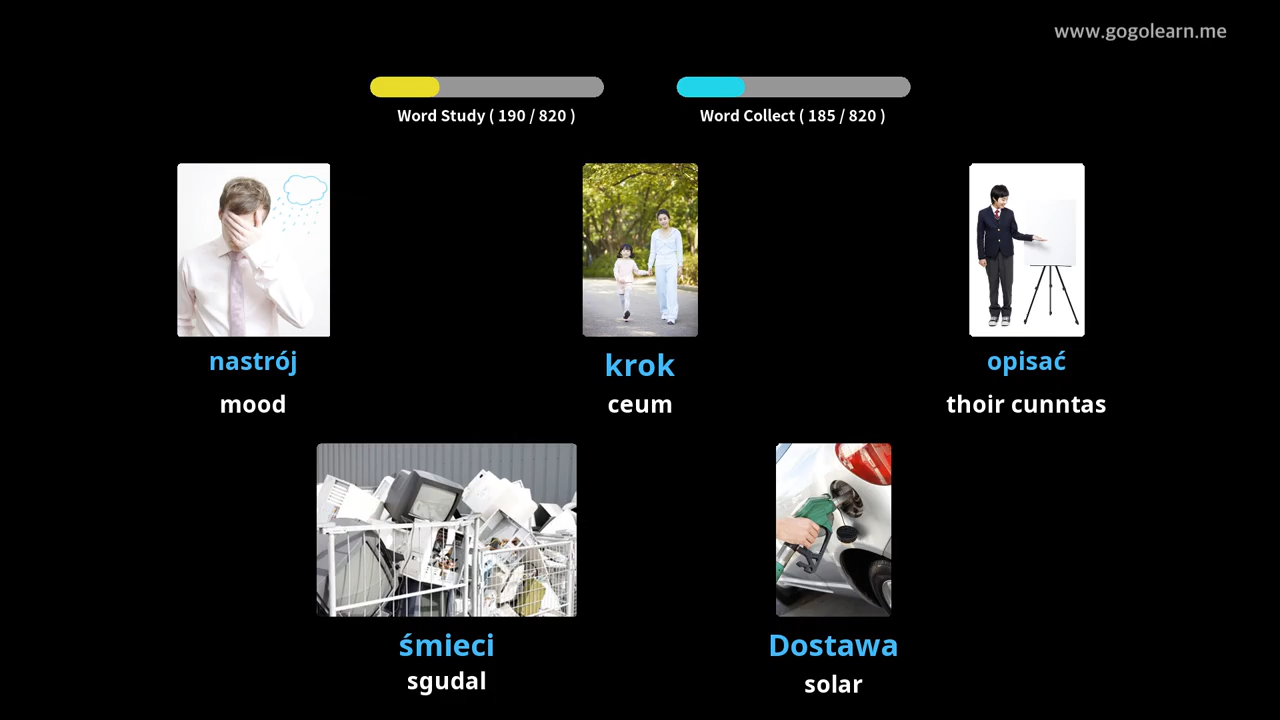 www.gogolearn.me
Word Study ( 190 / 820 )
Word Collect ( 185 / 820 )
nastrój
krok
opisać
mood
ceum
thoir cunntas
śmieci
Dostawa
sgudal
solar